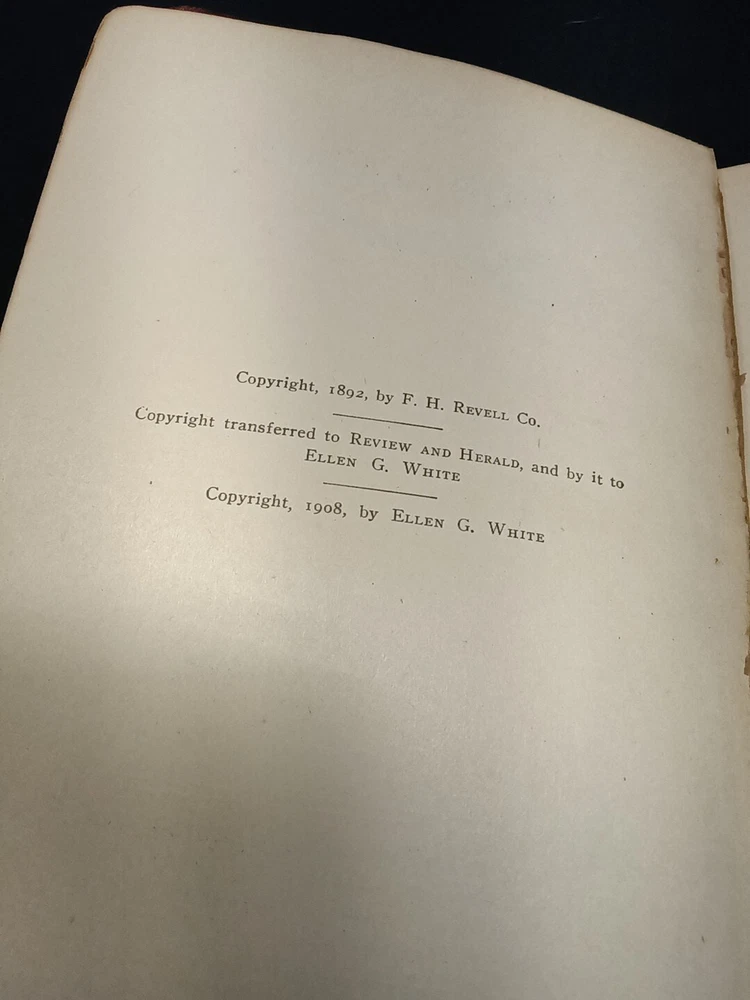 Copyright, 1892, by F. H. REVELL CO.
Copyright transferred to REVIEW AND HERALD, and by it to
ELLEN G. WHITE
Copyright, 1908, by ELLEN G. WHITE